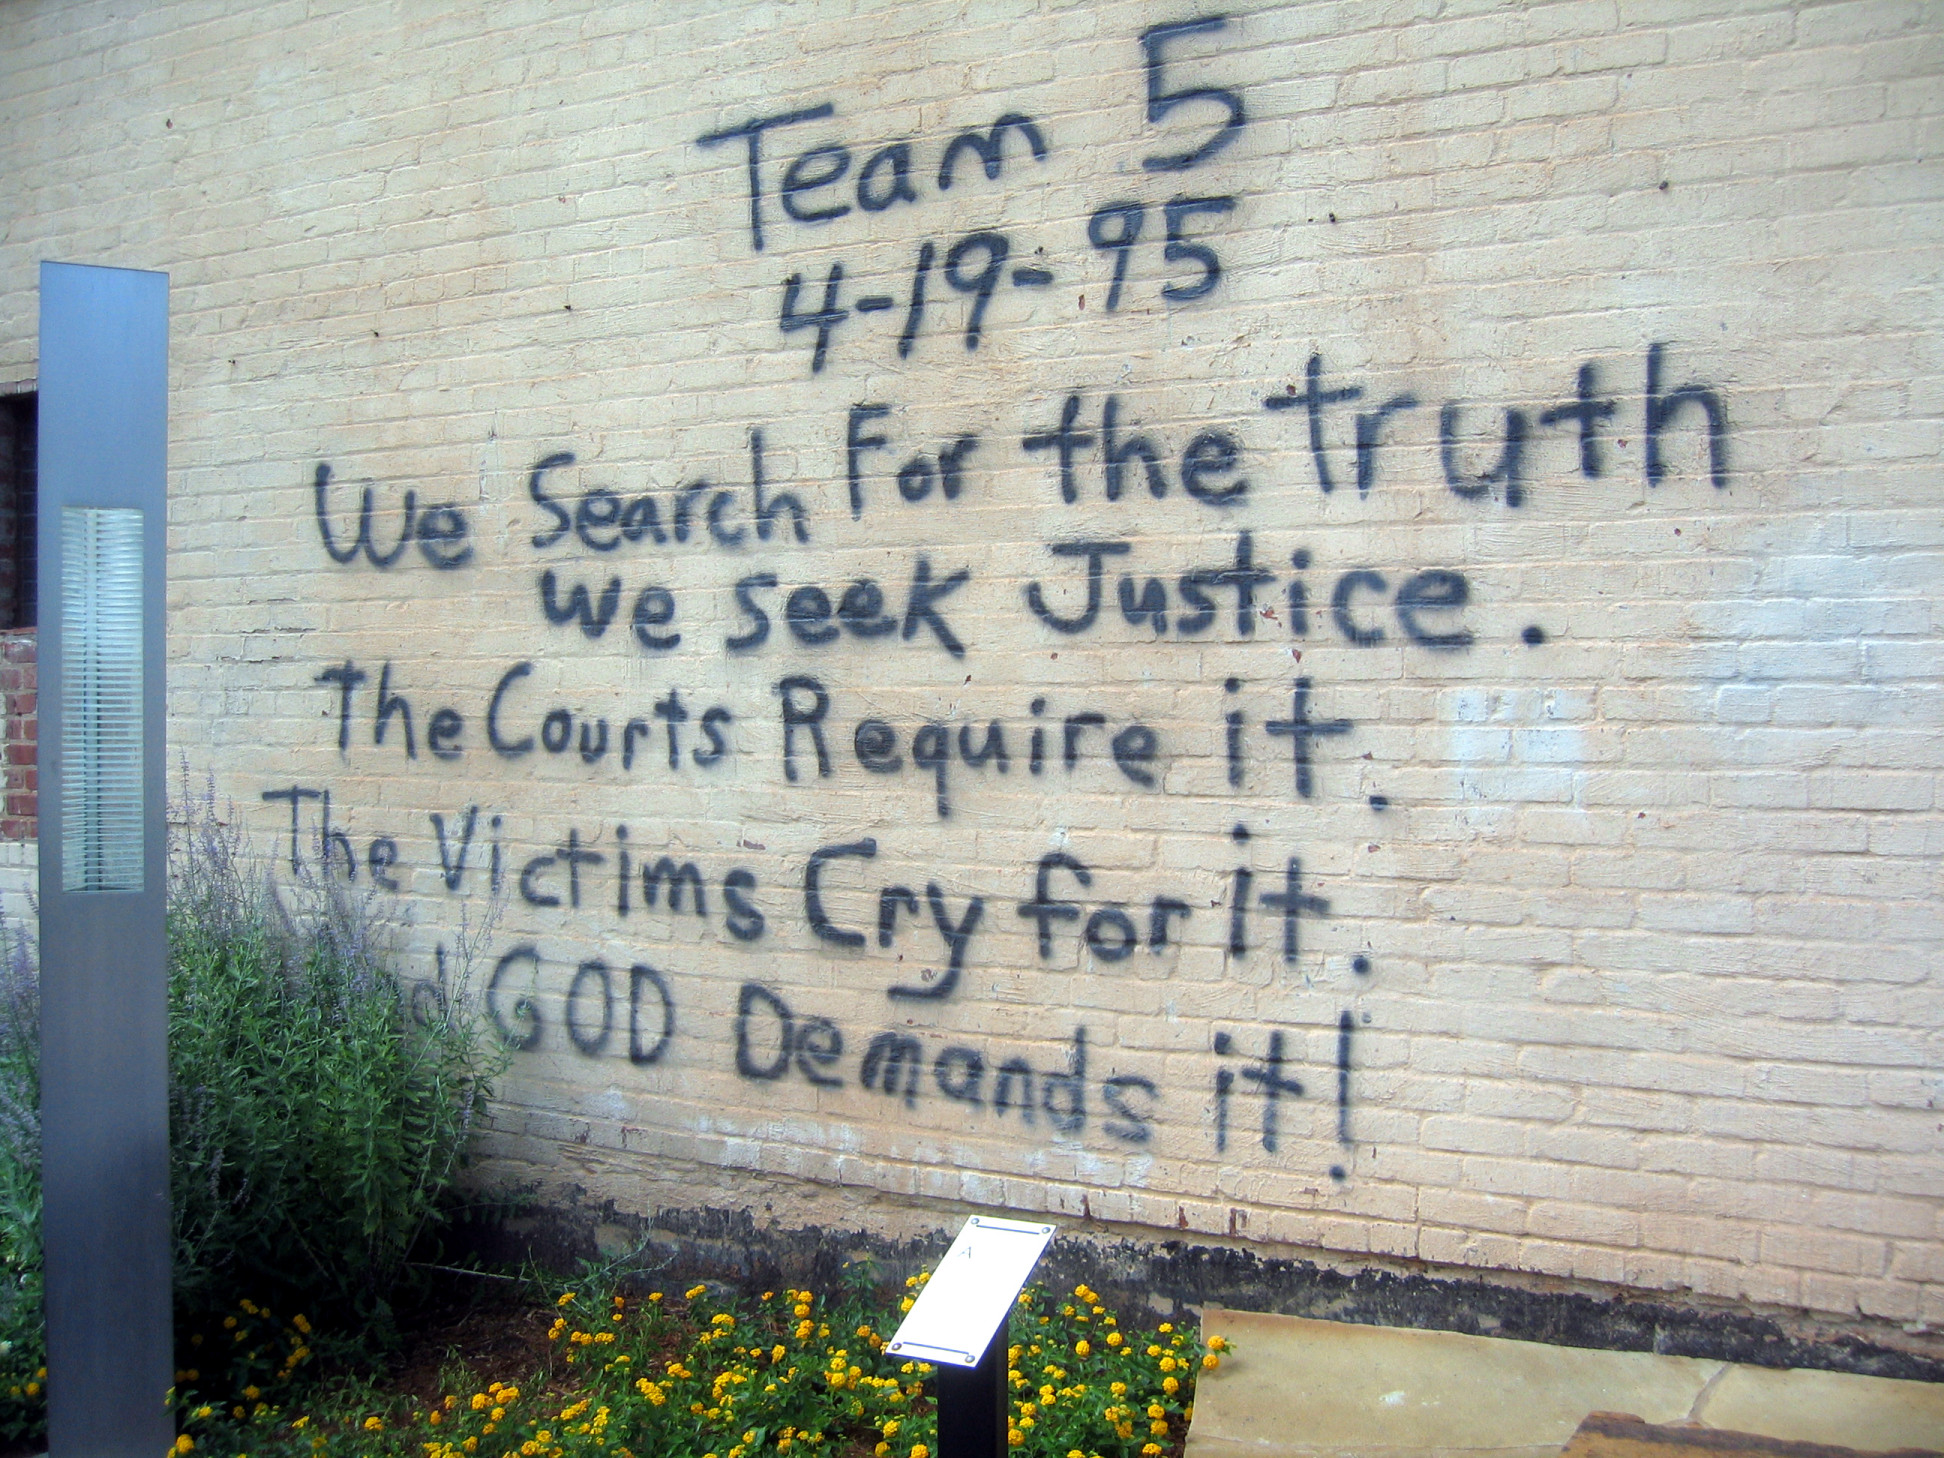 Team 5
4-19-95
We Search For the truth
we seek Justice.
The Courts Require it.
The Victims Cry for it.
GOD Demands it!
A